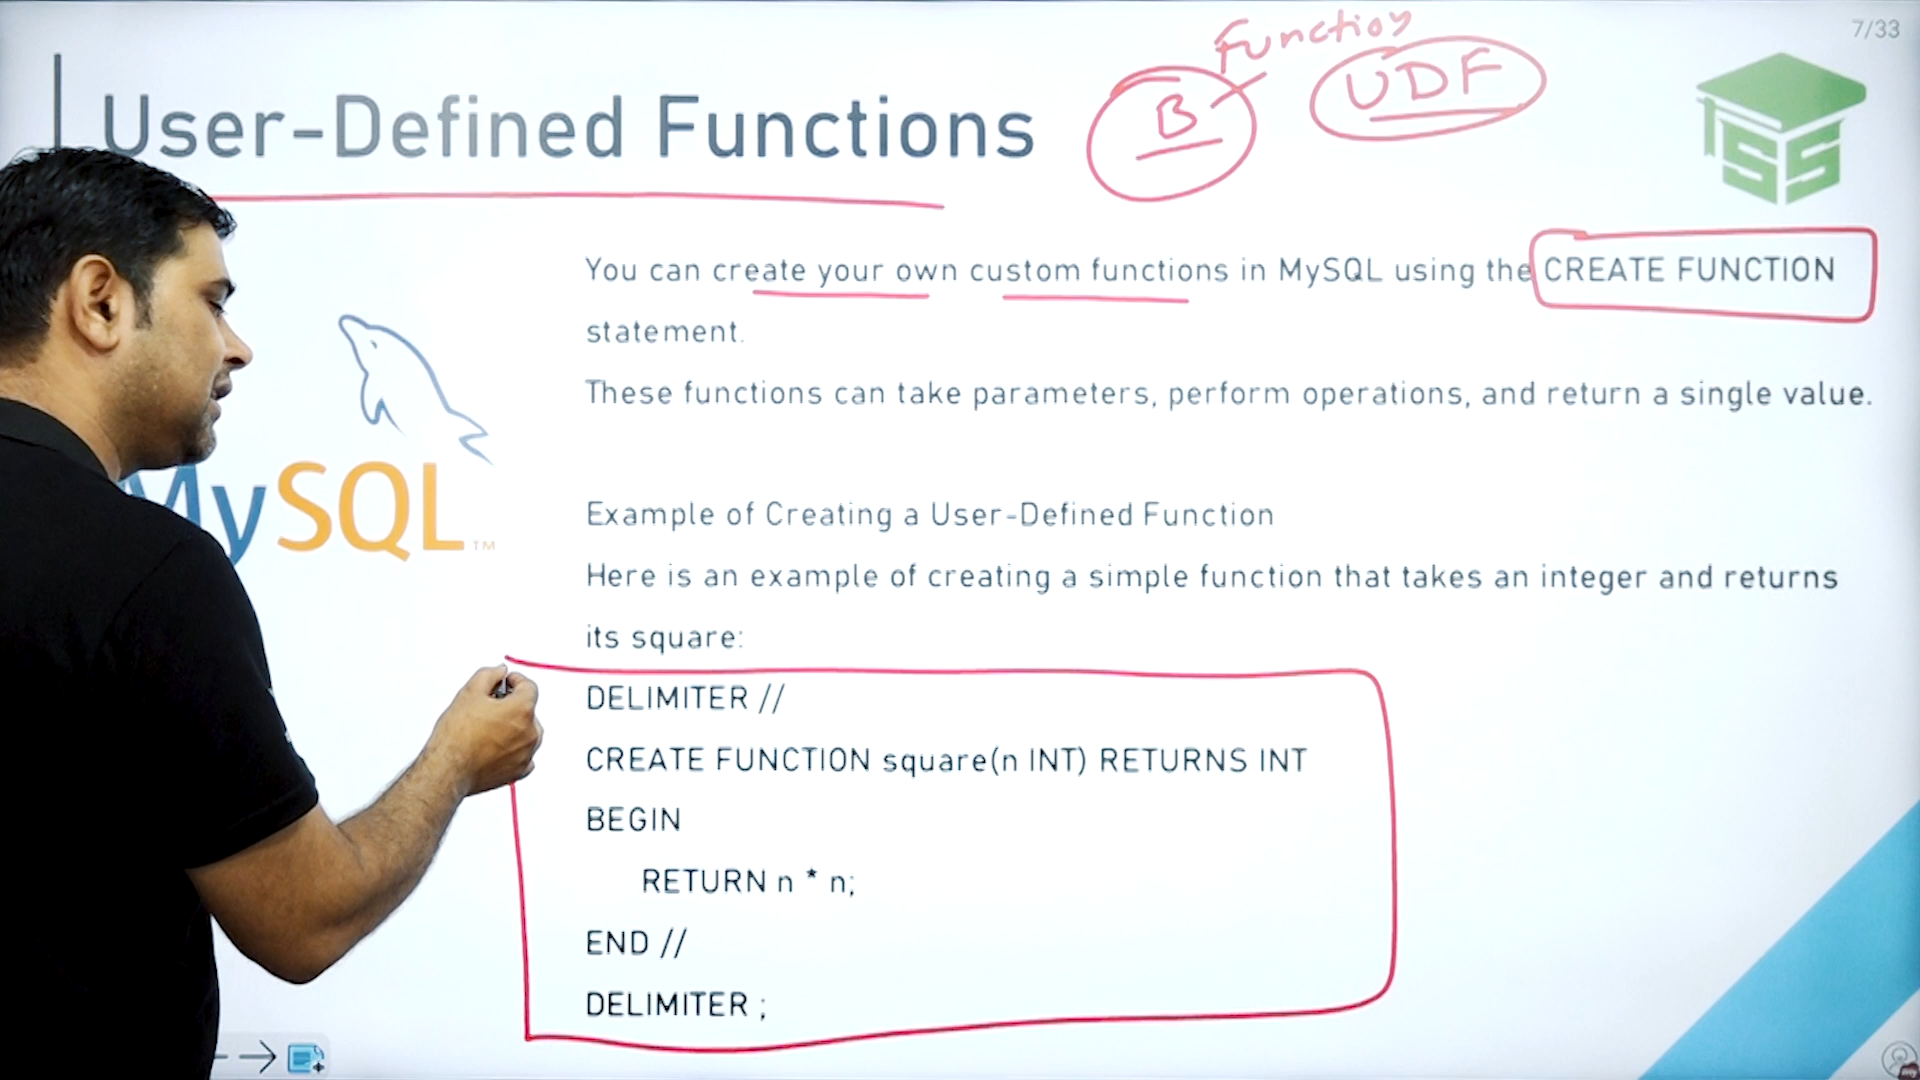 7/33
Function
B
UDF
User-Defined Functions
SS
You can create your own custom functions in MySQL using the CREATE FUNCTION
statement.
These functions can take parameters, perform operations, and return a single value.
MySQL™
Example of Creating a User-Defined Function
Here is an example of creating a simple function that takes an integer and returns
its square:
DELIMITER //
CREATE FUNCTION square(n INT) RETURNS INT
BEGIN
RETURN n * n;
END //
DELIMITER ;